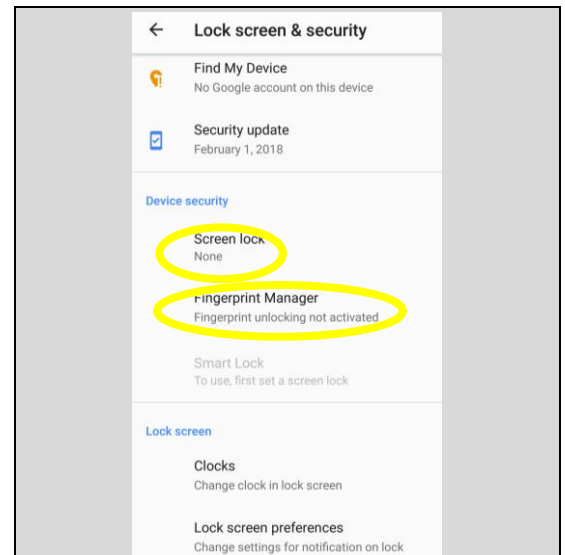 Lock screen & security
Find My Device
No Google account on this device
Security update
February 1, 2018
Device security
Screen lock
None
Fingerprint Manager
Fingerprint unlocking not activated
Smart Lock
To use, first set a screen lock
Lock screen
Clocks
Change clock in lock screen
Lock screen preferences
Change settings for notification on lock